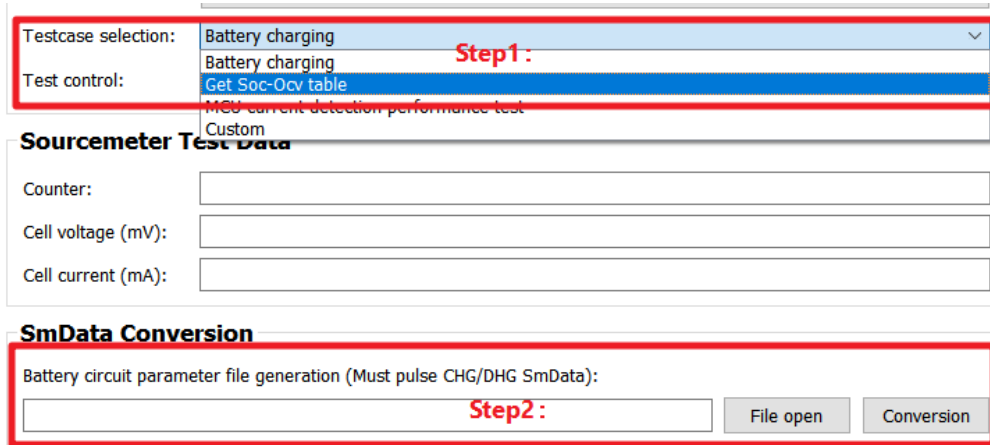 Testcase selection: Battery charging
Step1:
Battery charging
Test control: Get Soc-Ocv table
MCU current detection performance test
Custom
Sourcemeter Test Data
Counter:
Cell voltage (mV):
Cell current (mA):
SmData Conversion
Battery circuit parameter file generation (Must pulse CHG/DHG SmData):
Step2: File open Conversion